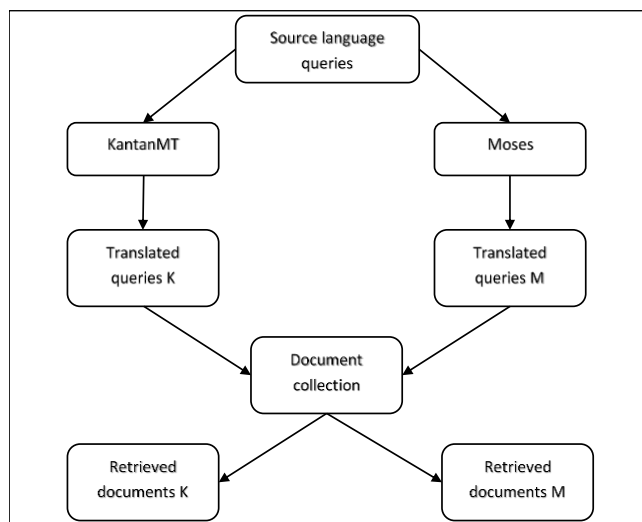 Source language
queries
KantanMT
Moses
Translated
queries K
Translated
queries M
Document
collection
Retrieved
documents K
Retrieved
documents M